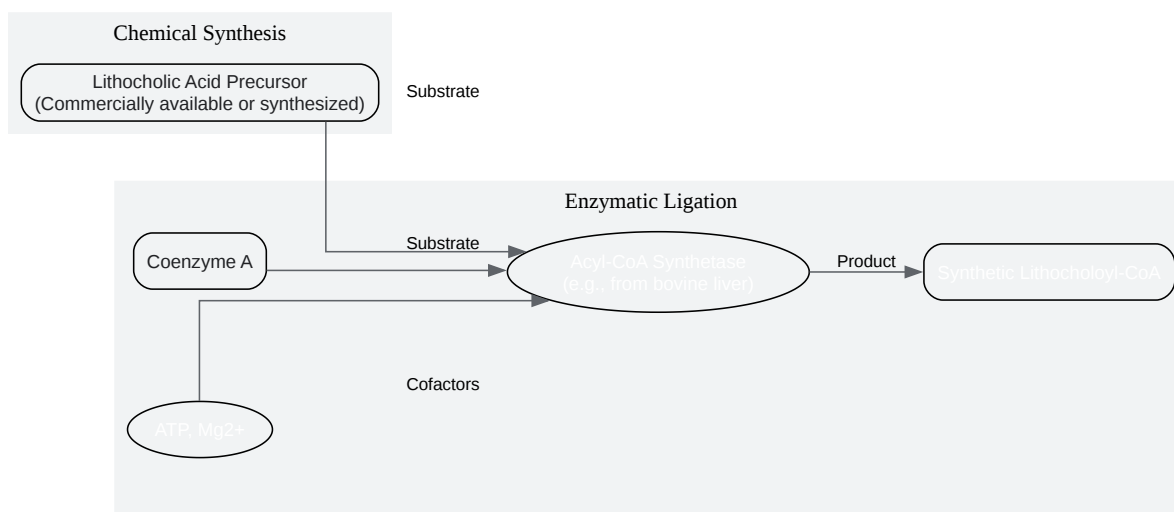 Chemical Synthesis
Lithocholic Acid Precursor
(Commercially available or synthesized)
Substrate
Enzymatic Ligation
Coenzyme A
Substrate
Acyl-CoA Synthetase
(e.g., from bovine liver)
Product
Synthetic Lithocholoyl-CoA
Cofactors
ATP, Mg2+